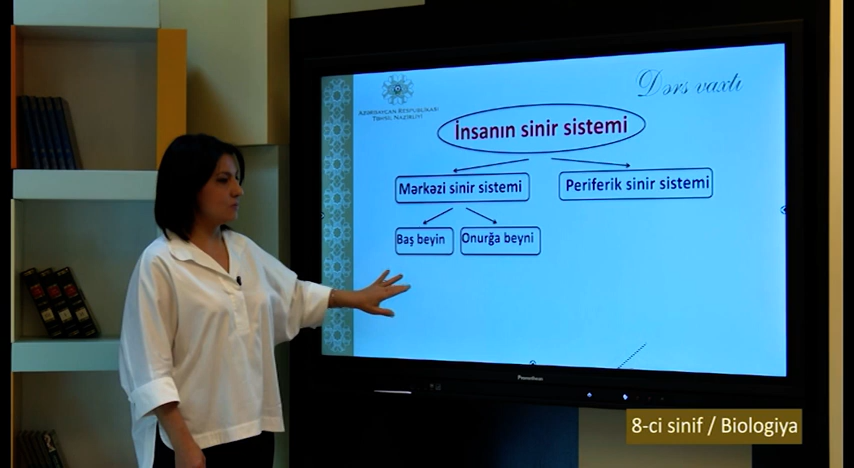 Dərs vaxtı
AZƏRBAYCAN RESPUBLİKASI
TƏHSİL NAZİRLİYİ
İnsanın sinir sistemi
Mərkəzi sinir sistemi
Periferik sinir sistemi
Baş beyin
Onurğa beyni
Promethean
8-ci sinif / Biologiya